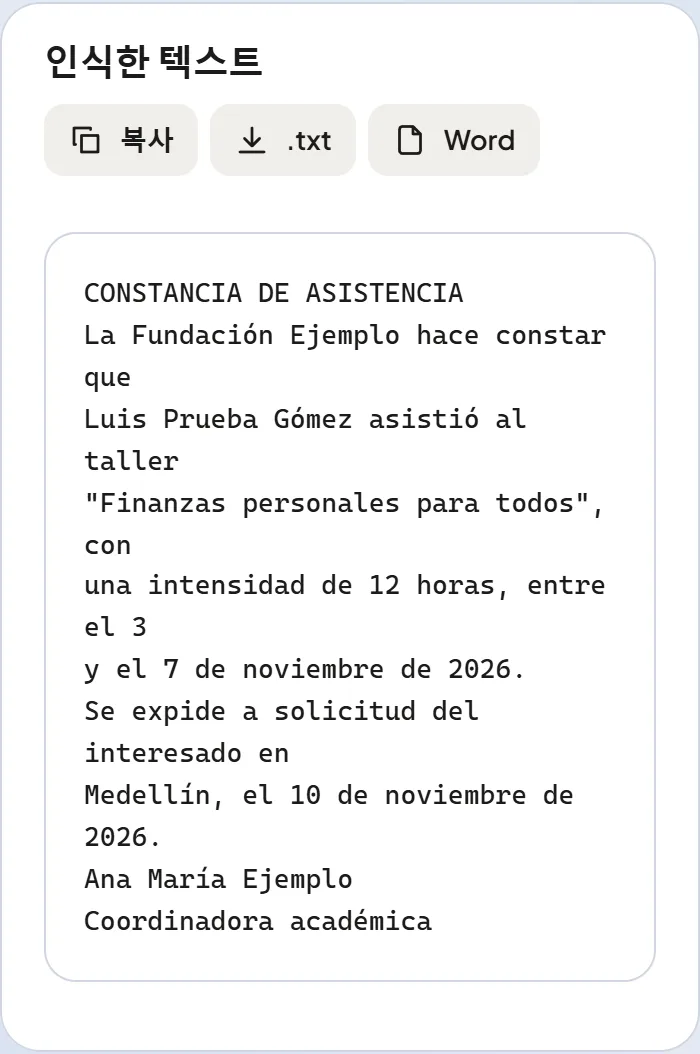 인식한 텍스트
복사
.txt
Word
CONSTANCIA DE ASISTENCIA
La Fundación Ejemplo hace constar
que
Luis Prueba Gómez asistió al
taller
"Finanzas personales para todos",
con
una intensidad de 12 horas, entre
el 3
y el 7 de noviembre de 2026.
Se expide a solicitud del
interesado en
Medellín, el 10 de noviembre de
2026.
Ana María Ejemplo
Coordinadora académica